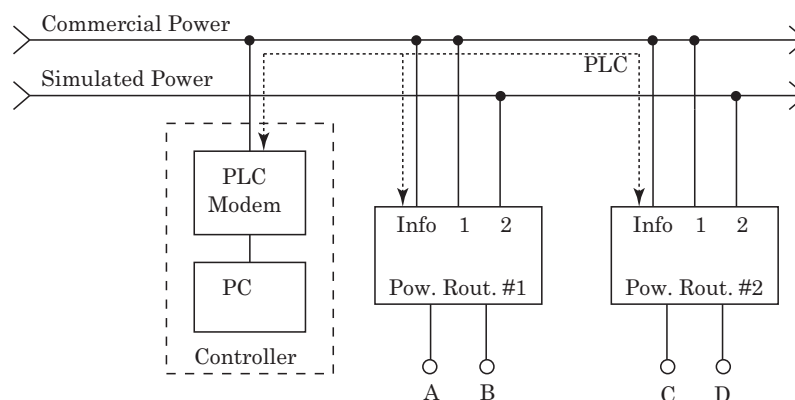 Commercial Power
PLC
Simulated Power
PLC
Modem
PC
Controller
Info 1 2
Pow. Rout. #1
A B
Info 1 2
Pow. Rout. #2
C D